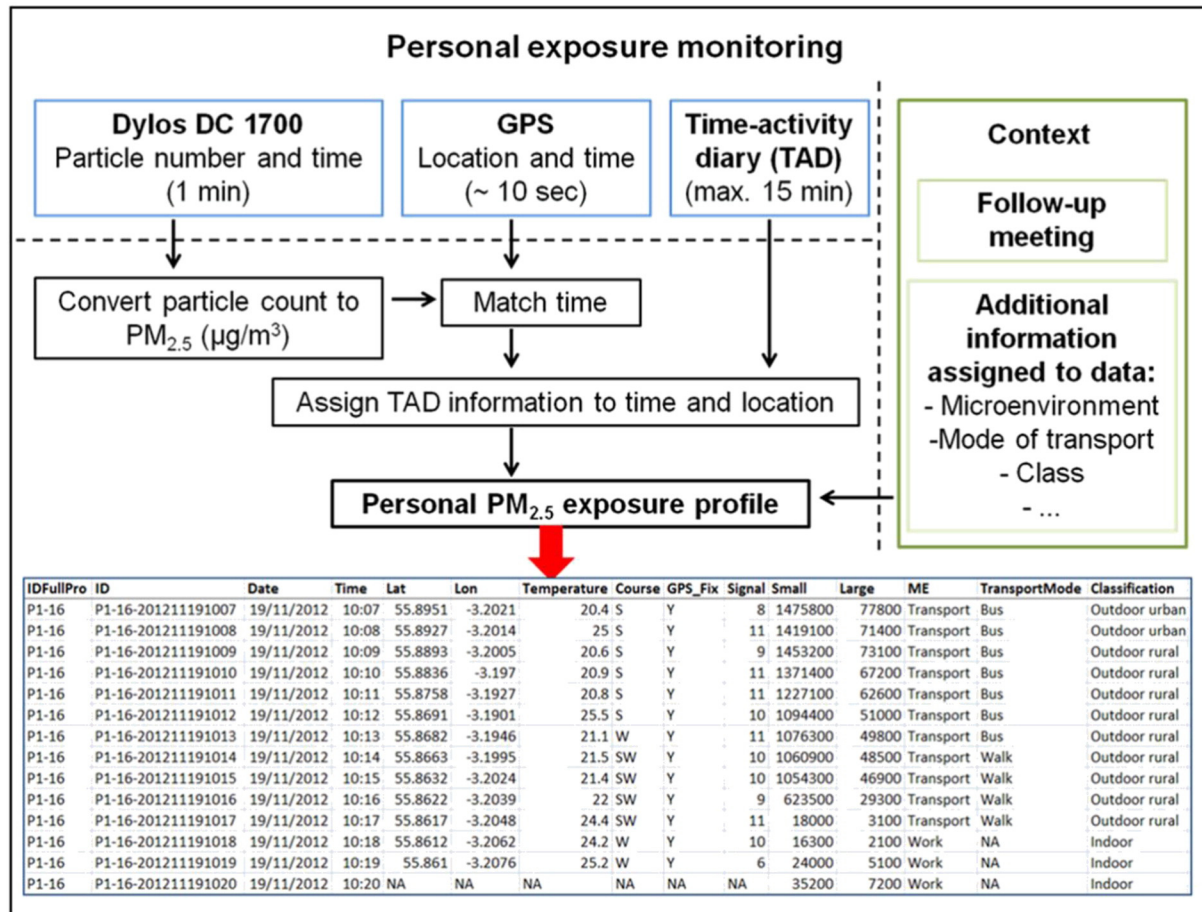 Personal exposure monitoring
Dylos DC 1700
Particle number and time
(1 min)
GPS
Location and time
(~ 10 sec)
Time-activity
diary (TAD)
(max. 15 min)
Context
Follow-up
meeting
Additional
information
assigned to data:
- Microenvironment
-Mode of transport
- Class
- ...
Convert particle count to
PM2.5 (µg/m³)
Match time
Assign TAD information to time and location
Personal PM2.5 exposure profile
IDFullPro ID Date Time Lat Lon Temperature Course GPS_Fix Signal Small Large ME TransportMode Classification
P1-16 P1-16-201211191007 19/11/2012 10:07 55.8951 -3.2021 20.4 S Y 8 1475800 77800 Transport Bus Outdoor urban
P1-16 P1-16-201211191008 19/11/2012 10:08 55.8927 -3.2014 25 S Y 11 1419100 71400 Transport Bus Outdoor urban
P1-16 P1-16-201211191009 19/11/2012 10:09 55.8893 -3.2005 20.6 S Y 9 1453200 73100 Transport Bus Outdoor rural
P1-16 P1-16-201211191010 19/11/2012 10:10 55.8836 -3.197 20.9 S Y 11 1371400 67200 Transport Bus Outdoor rural
P1-16 P1-16-201211191011 19/11/2012 10:11 55.8758 -3.1927 20.8 S Y 11 1227100 62600 Transport Bus Outdoor rural
P1-16 P1-16-201211191012 19/11/2012 10:12 55.8691 -3.1901 25.5 S Y 10 1094400 51000 Transport Bus Outdoor rural
P1-16 P1-16-201211191013 19/11/2012 10:13 55.8682 -3.1946 21.1 W Y 11 1076300 49800 Transport Bus Outdoor rural
P1-16 P1-16-201211191014 19/11/2012 10:14 55.8663 -3.1995 21.5 SW Y 10 1060900 48500 Transport Walk Outdoor rural
P1-16 P1-16-201211191015 19/11/2012 10:15 55.8632 -3.2024 21.4 SW Y 10 1054300 46900 Transport Walk Outdoor rural
P1-16 P1-16-201211191016 19/11/2012 10:16 55.8622 -3.2039 22 SW Y 9 623500 29300 Transport Walk Outdoor rural
P1-16 P1-16-201211191017 19/11/2012 10:17 55.8617 -3.2048 24.4 SW Y 11 18000 3100 Transport Walk Outdoor rural
P1-16 P1-16-201211191018 19/11/2012 10:18 55.8612 -3.2062 24.2 W Y 10 16300 2100 Work NA Indoor
P1-16 P1-16-201211191019 19/11/2012 10:19 55.861 -3.2076 25.2 W Y 6 24000 5100 Work NA Indoor
P1-16 P1-16-201211191020 19/11/2012 10:20 NA NA NA NA NA NA 35200 7200 Work NA Indoor